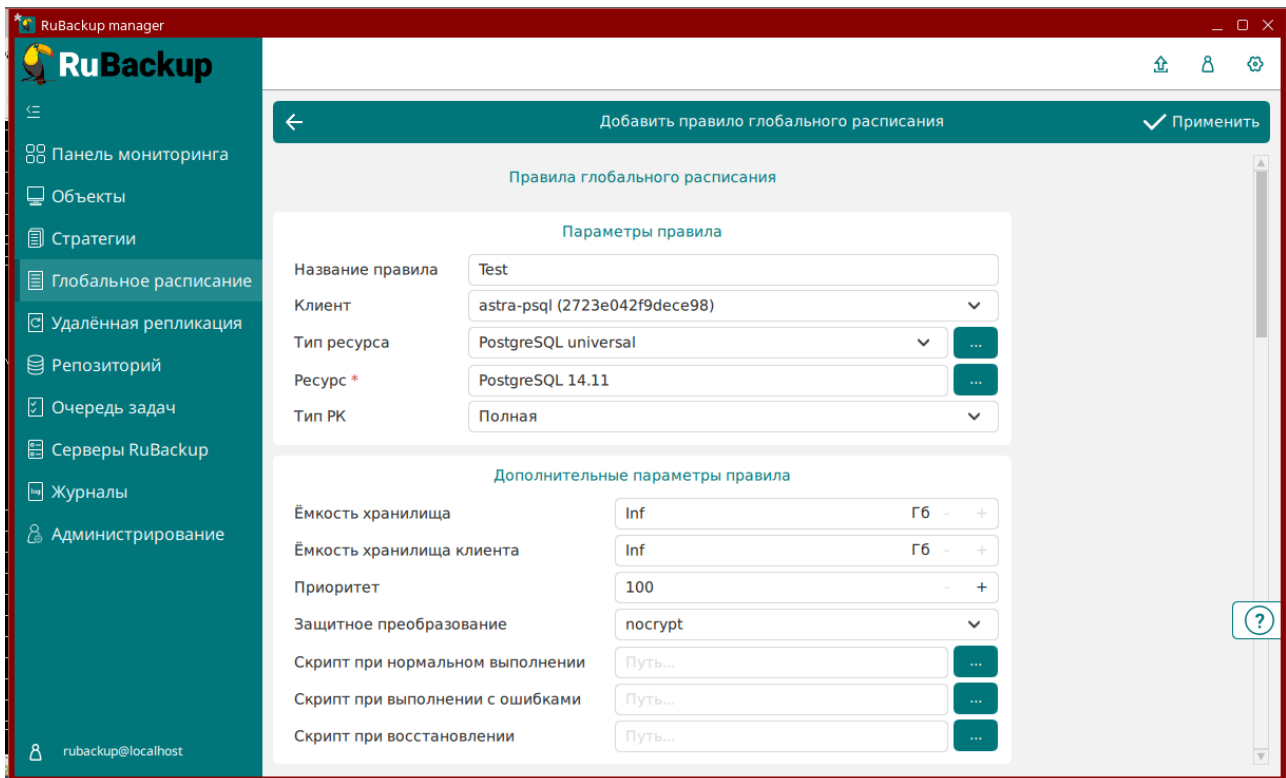 RuBackup manager
RuBackup
Добавить правило глобального расписания
Применить
Панель мониторинга
Объекты
Стратегии
Глобальное расписание
Удалённая репликация
Репозиторий
Очередь задач
Серверы RuBackup
log Журналы
Администрирование
rubackup@localhost
Правила глобального расписания
Параметры правила
Название правила Test
Клиент astra-psql (2723e042f9dece98)
Тип ресурса PostgreSQL universal ...
Ресурс * PostgreSQL 14.11 ...
Тип РК Полная
Дополнительные параметры правила
Ёмкость хранилища Inf Гб - +
Ёмкость хранилища клиента Inf Гб - +
Приоритет 100 - +
Защитное преобразование nocrypt
Скрипт при нормальном выполнении Путь... ...
Скрипт при выполнении с ошибками Путь... ...
Скрипт при восстановлении Путь... ...
?